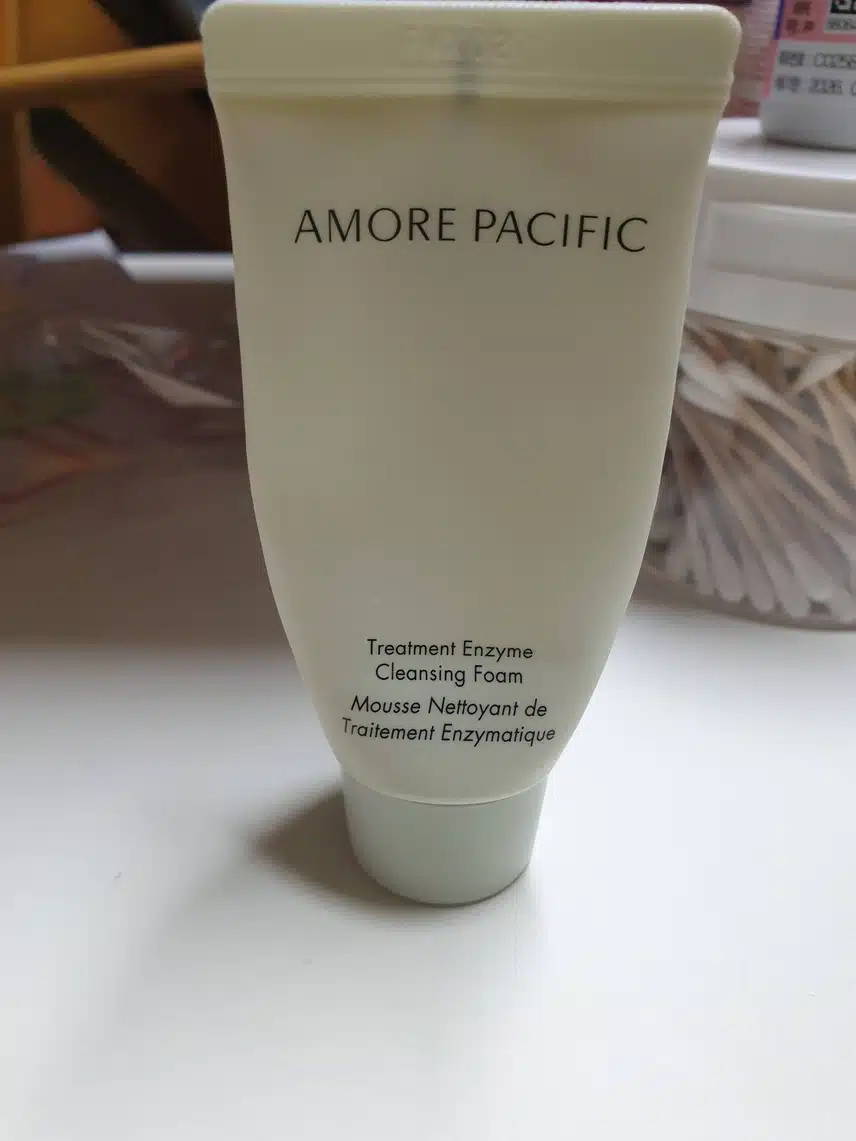 AMORE PACIFIC
Treatment Enzyme
Cleansing Foam
Mousse Nettoyant de
Traitement Enzymatique